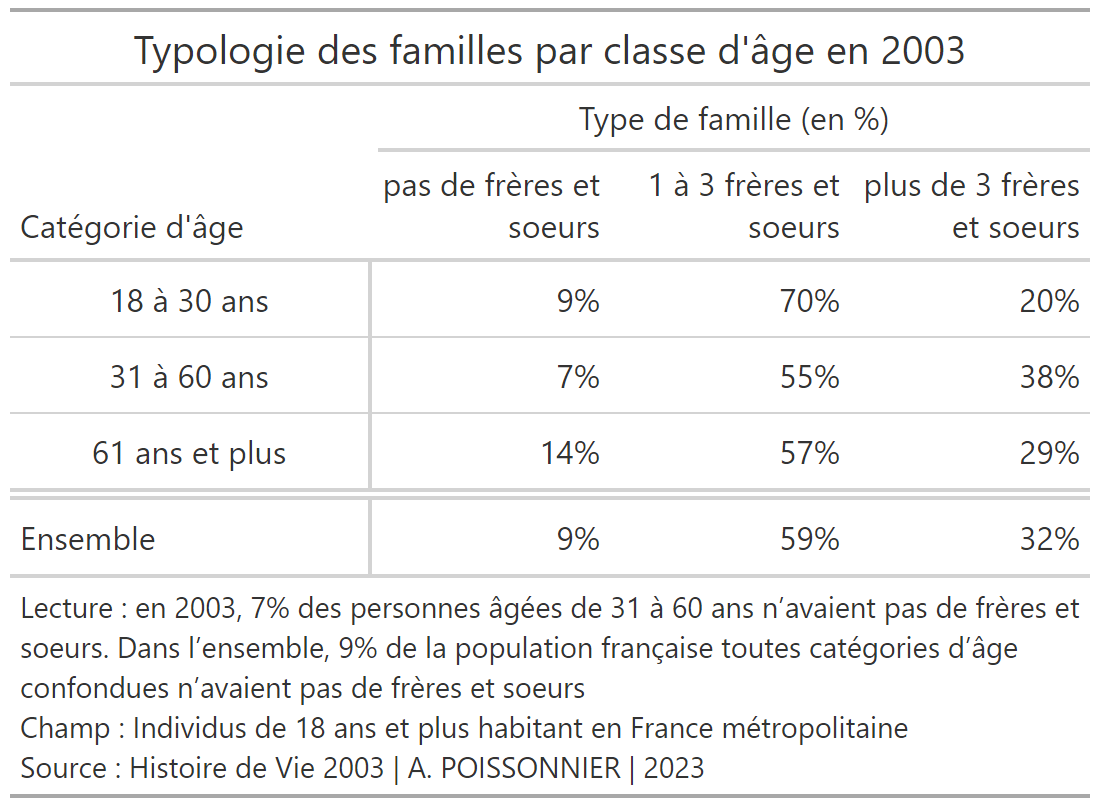 Typologie des familles par classe d'âge en 2003
Type de famille (en %)
Catégorie d'âge
pas de frères et
soeurs
1 à 3 frères et
soeurs
plus de 3 frères
et soeurs
18 à 30 ans 9% 70% 20%
31 à 60 ans 7% 55% 38%
61 ans et plus 14% 57% 29%
Ensemble 9% 59% 32%
Lecture : en 2003, 7% des personnes âgées de 31 à 60 ans n’avaient pas de frères et
soeurs. Dans l’ensemble, 9% de la population française toutes catégories d’âge
confondues n’avaient pas de frères et soeurs
Champ : Individus de 18 ans et plus habitant en France métropolitaine
Source : Histoire de Vie 2003 | A. POISSONNIER | 2023